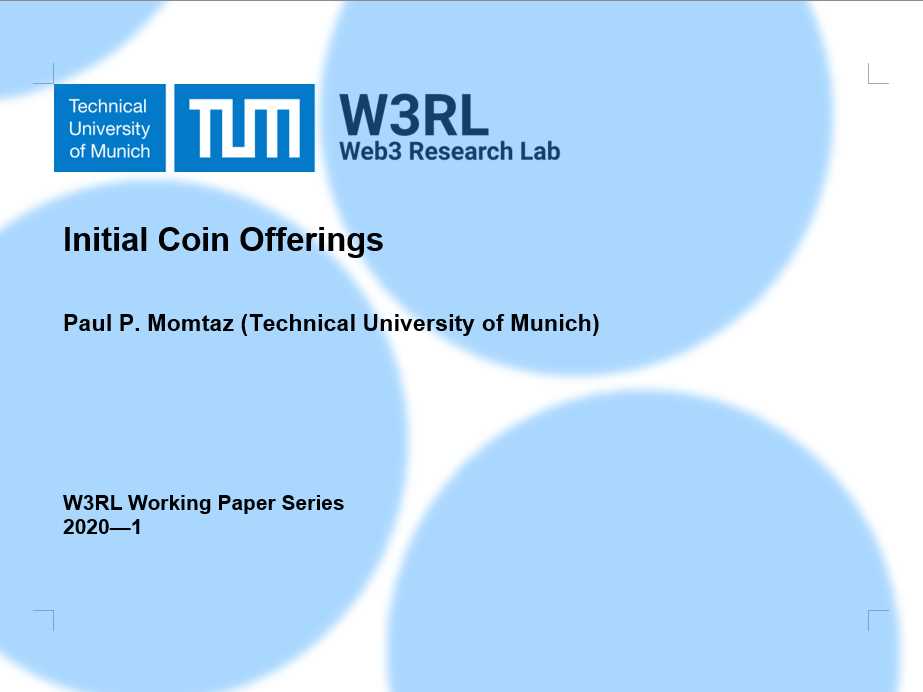 Technical
University
of Munich
TUM
W3RL
Web3 Research Lab
Initial Coin Offerings
Paul P. Momtaz (Technical University of Munich)
W3RL Working Paper Series
2020—1